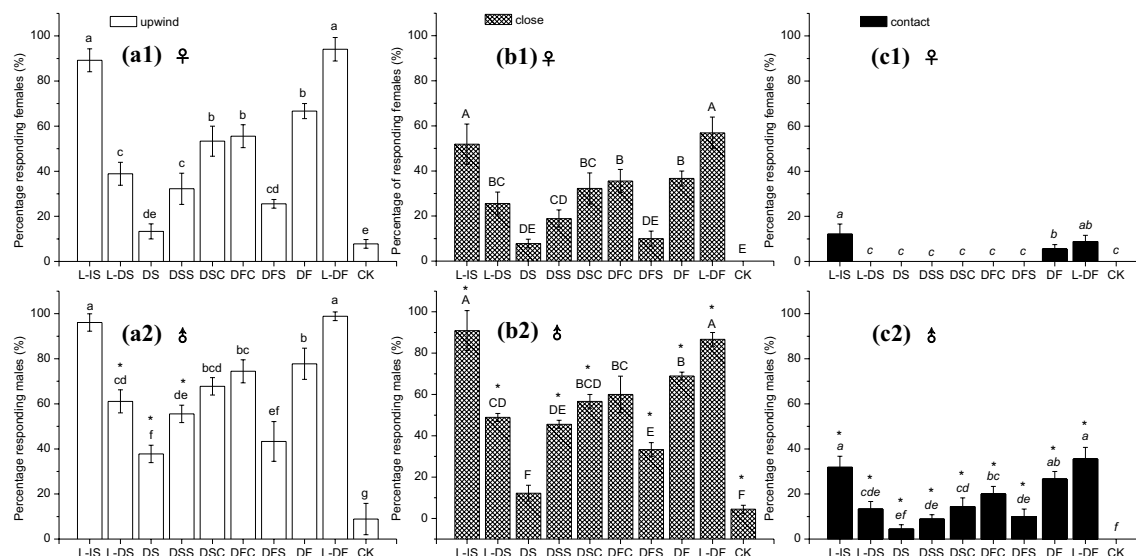 upwind
(a1) ♀
Percentage responding females (%)
100
80
60
40
20
0
a c de c b b cd b a e
L-IS L-DS DS DSS DSC DFC DFS DF L-DF CK
close
(b1) ♀
Percentage of responding females (%)
100
80
60
40
20
0
A BC DE CD BC B DE B A E
L-IS L-DS DS DSS DSC DFC DFS DF L-DF CK
contact
(c1) ♀
Percentage responding females (%)
100
80
60
40
20
0
a c c c c c c b ab c
L-IS L-DS DS DSS DSC DFC DFS DF L-DF CK
(a2) ♂
Percentage responding males (%)
100
80
60
40
20
0
* * *
a cd f de bcd bc ef b a g
L-IS L-DS DS DSS DSC DFC DFS DF L-DF CK
(b2) ♂
Percentage responding males (%)
100
80
60
40
20
0
* * * * * * * *
A CD F DE BCD BC E B A F
L-IS L-DS DS DSS DSC DFC DFS DF L-DF CK
(c2) ♂
Percentage responding males (%)
100
80
60
40
20
0
* * * * * * * * *
a cde ef de cd bc de ab a f
L-IS L-DS DS DSS DSC DFC DFS DF L-DF CK